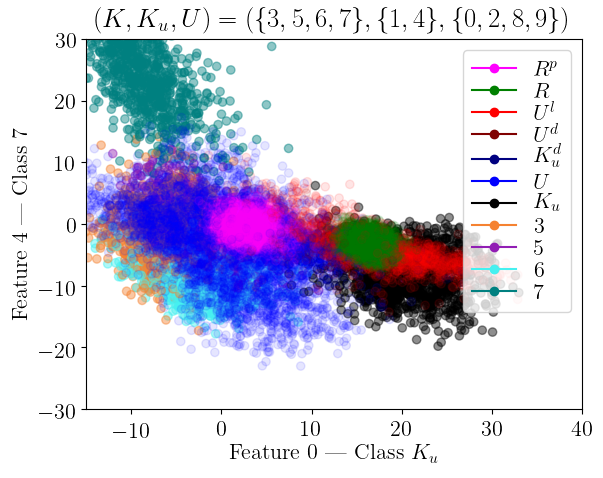 (K, K_u, U) = ({3, 5, 6, 7}, {1, 4}, {0, 2, 8, 9})
Feature 4 — Class 7
30
20
10
0
−10
−20
−30
−10
0
10
20
30
40
Feature 0 — Class K_u
R^p
R
U^l
U^d
K_u^d
U
K_u
3
5
6
7